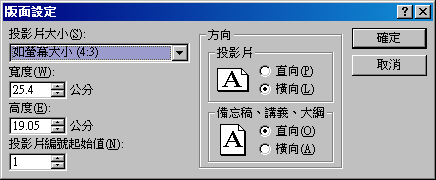 版面設定
投影片大小(S):
如螢幕大小 (4:3)
寬度(W):
25.4 公分
高度(E):
19.05 公分
投影片編號起始值(N):
1
方向
投影片
A
直向(P)
橫向(L)
備忘稿、講義、大綱
A
直向(O)
橫向(A)
確定
取消